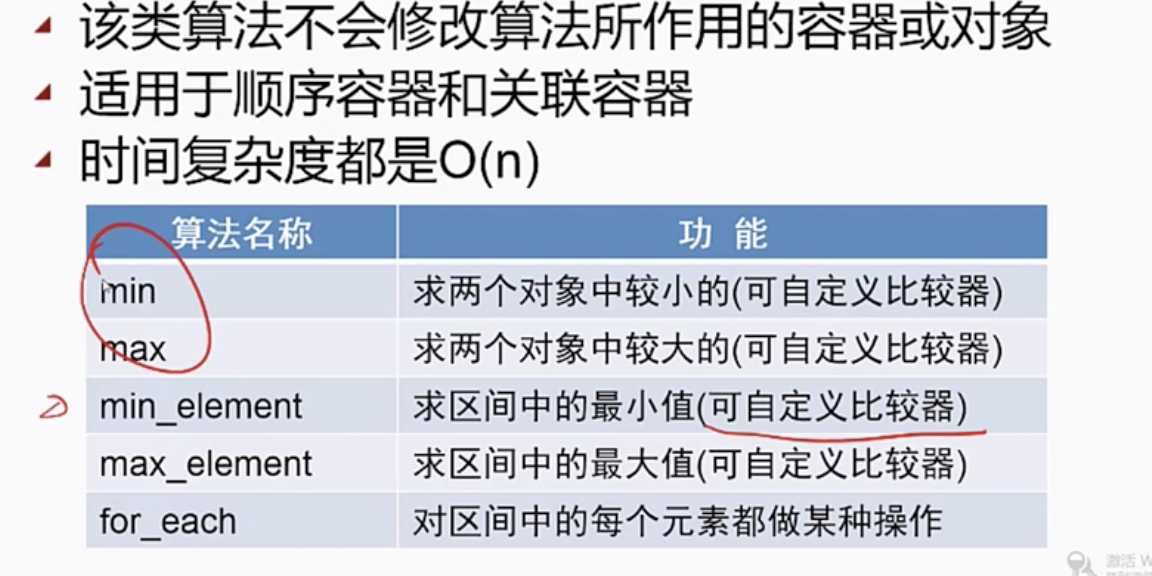 该类算法不会修改算法所作用的容器或对象
适用于顺序容器和关联容器
时间复杂度都是O(n)
算法名称 功 能
min 求两个对象中较小的(可自定义比较器)
max 求两个对象中较大的(可自定义比较器)
min_element 求区间中的最小值(可自定义比较器)
max_element 求区间中的最大值(可自定义比较器)
for_each 对区间中的每个元素都做某种操作
激活 W